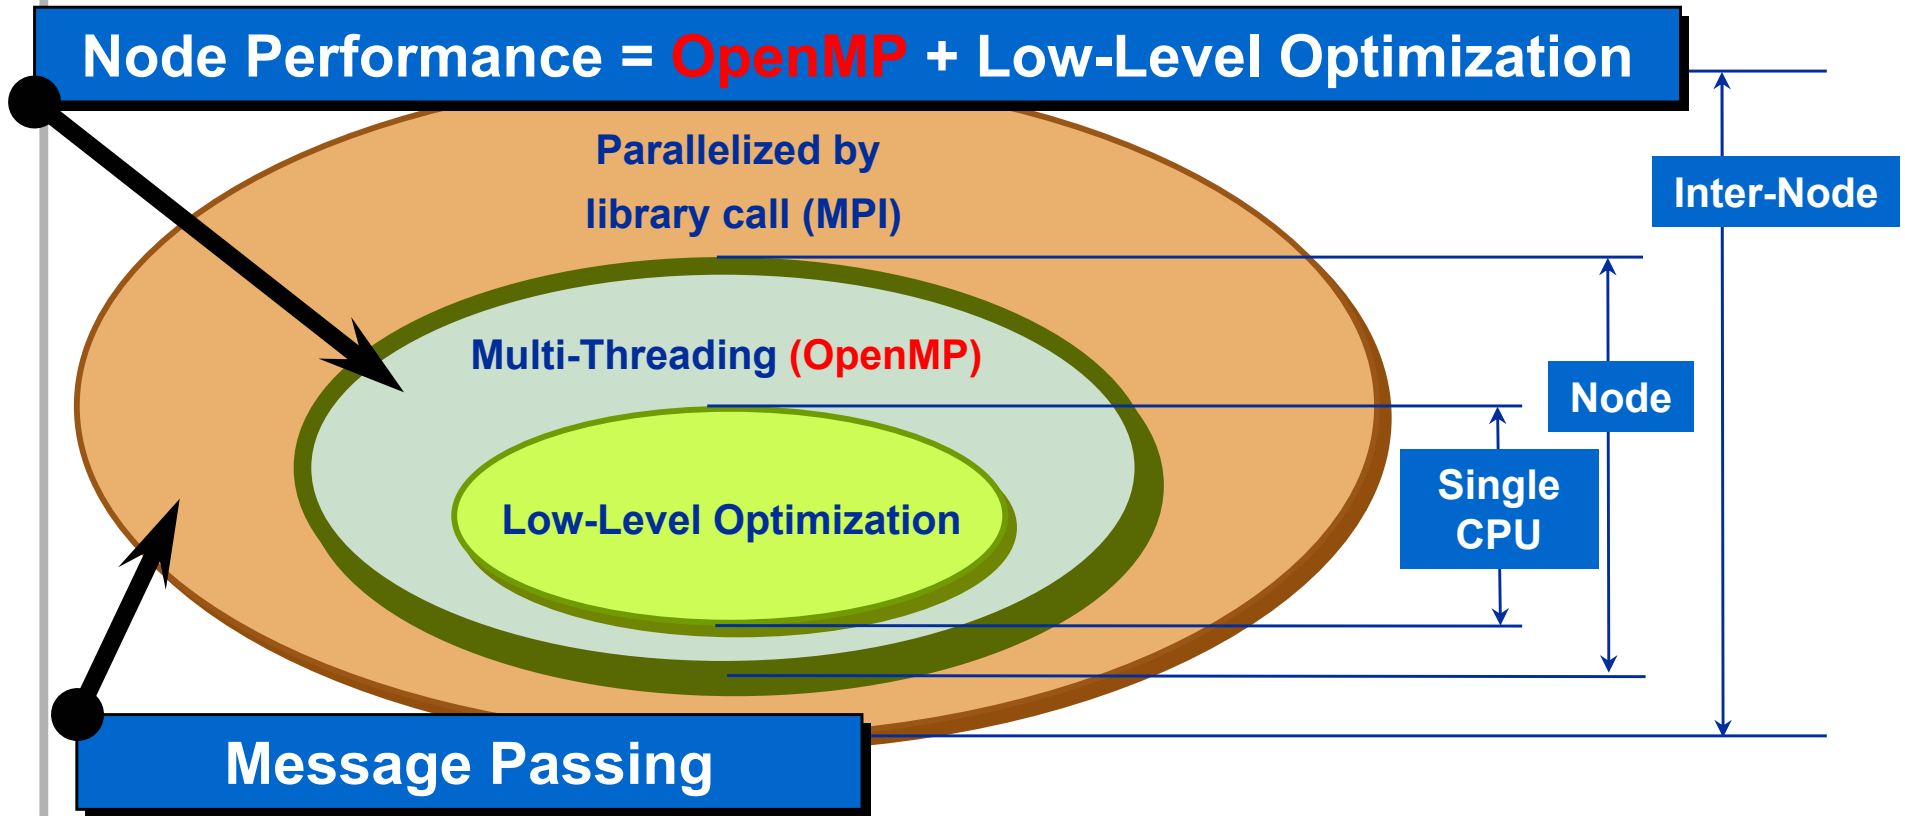 Node Performance = OpenMP + Low-Level Optimization
Parallelized by
library call (MPI)
Inter-Node
Multi-Threading (OpenMP)
Node
Single
CPU
Low-Level Optimization
Message Passing